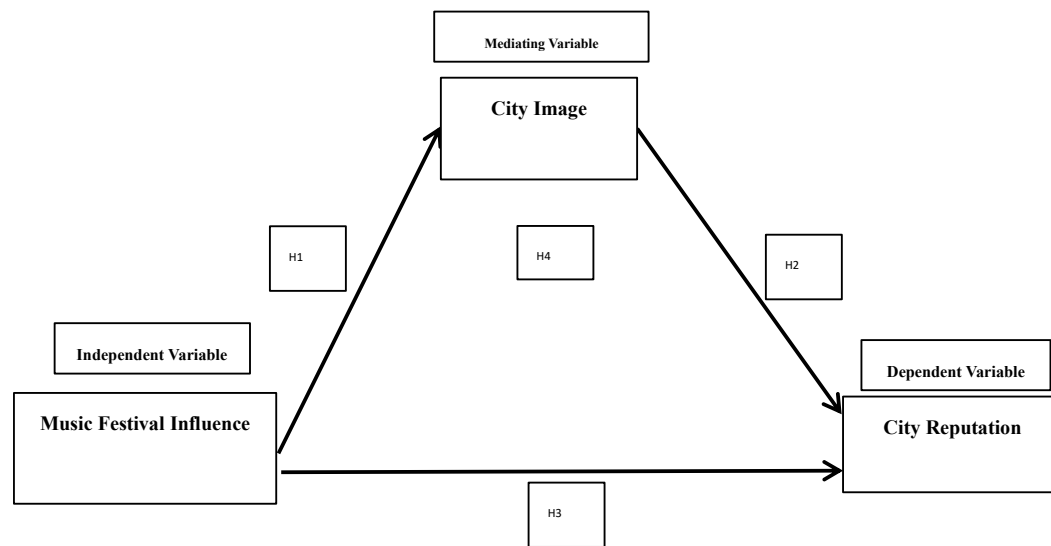 Mediating Variable
City Image
H1
H4
H2
Independent Variable
Dependent Variable
Music Festival Influence
City Reputation
H3